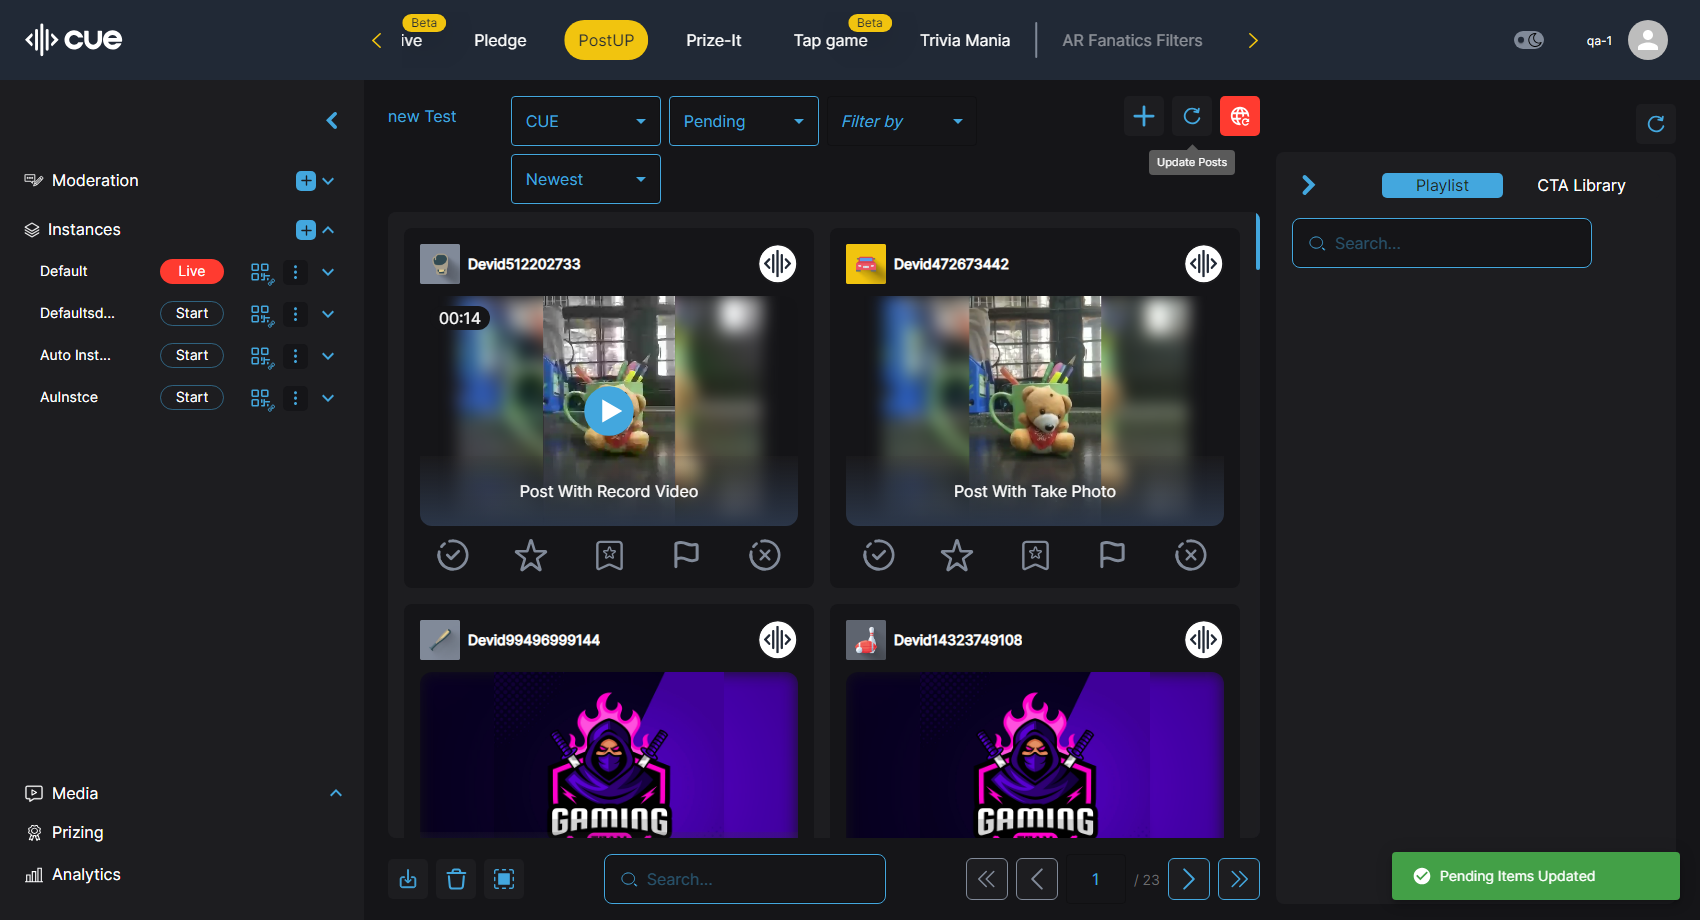 cue
Beta
ive
Pledge
PostUP
Prize-It
Beta
Tap game
Trivia Mania
AR Fanatics Filters
qa-1
Moderation
Instances
Default
Live
Defaultsd...
Start
Auto Inst...
Start
AuInstce
Start
Media
Prizing
Analytics
new Test
CUE
Pending
Filter by
Newest
Update Posts
Devid512202733
00:14
Post With Record Video
Devid472673442
Post With Take Photo
Devid99496999144
GAMING
Devid14323749108
GAMING
Search...
1
/ 23
Playlist
CTA Library
Search...
Pending Items Updated